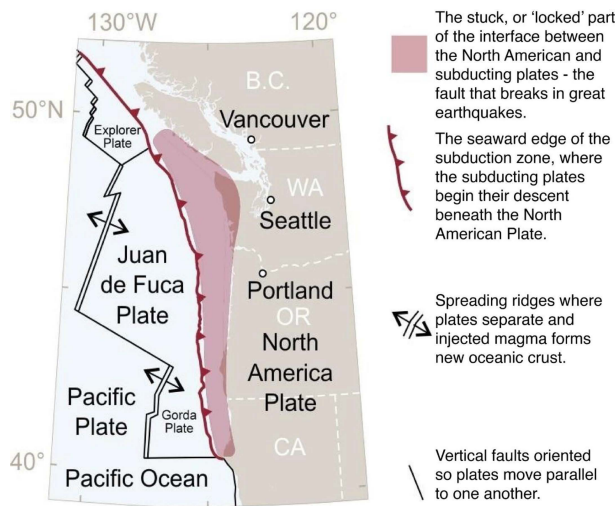 130°W
120°
50°N
B.C.
Vancouver
Explorer
Plate
WA
Seattle
Juan
de Fuca
Plate
Portland
OR
North
America
Plate
Pacific
Plate
Gorda
Plate
CA
40°
Pacific Ocean
The stuck, or ‘locked’ part
of the interface between
the North American and
subducting plates - the
fault that breaks in great
earthquakes.
The seaward edge of the
subduction zone, where
the subducting plates
begin their descent
beneath the North
American Plate.
Spreading ridges where
plates separate and
injected magma forms
new oceanic crust.
Vertical faults oriented
so plates move parallel
to one another.